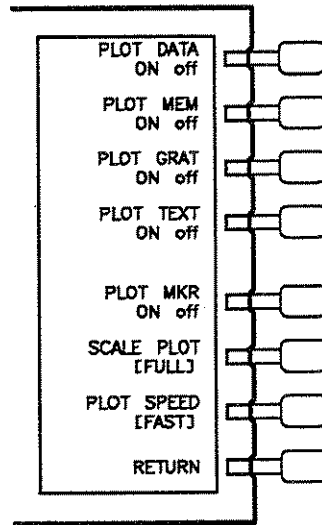 PLOT DATA
ON off
PLOT MEM
ON off
PLOT GRAT
ON off
PLOT TEXT
ON off
PLOT MKR
ON off
SCALE PLOT
[FULL]
PLOT SPEED
[FAST]
RETURN